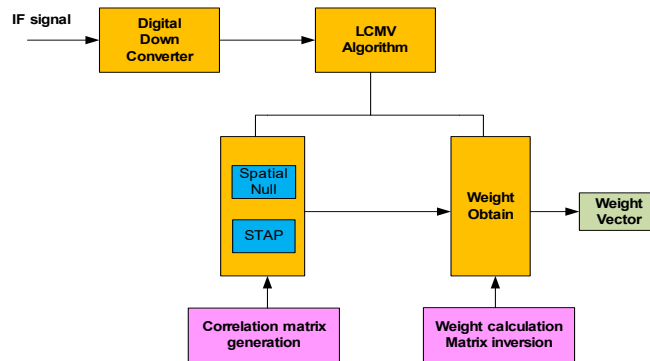 IF signal
Digital
Down
Converter
LCMV
Algorithm
Spatial
Null
STAP
Weight
Obtain
Weight
Vector
Correlation matrix
generation
Weight calculation
Matrix inversion